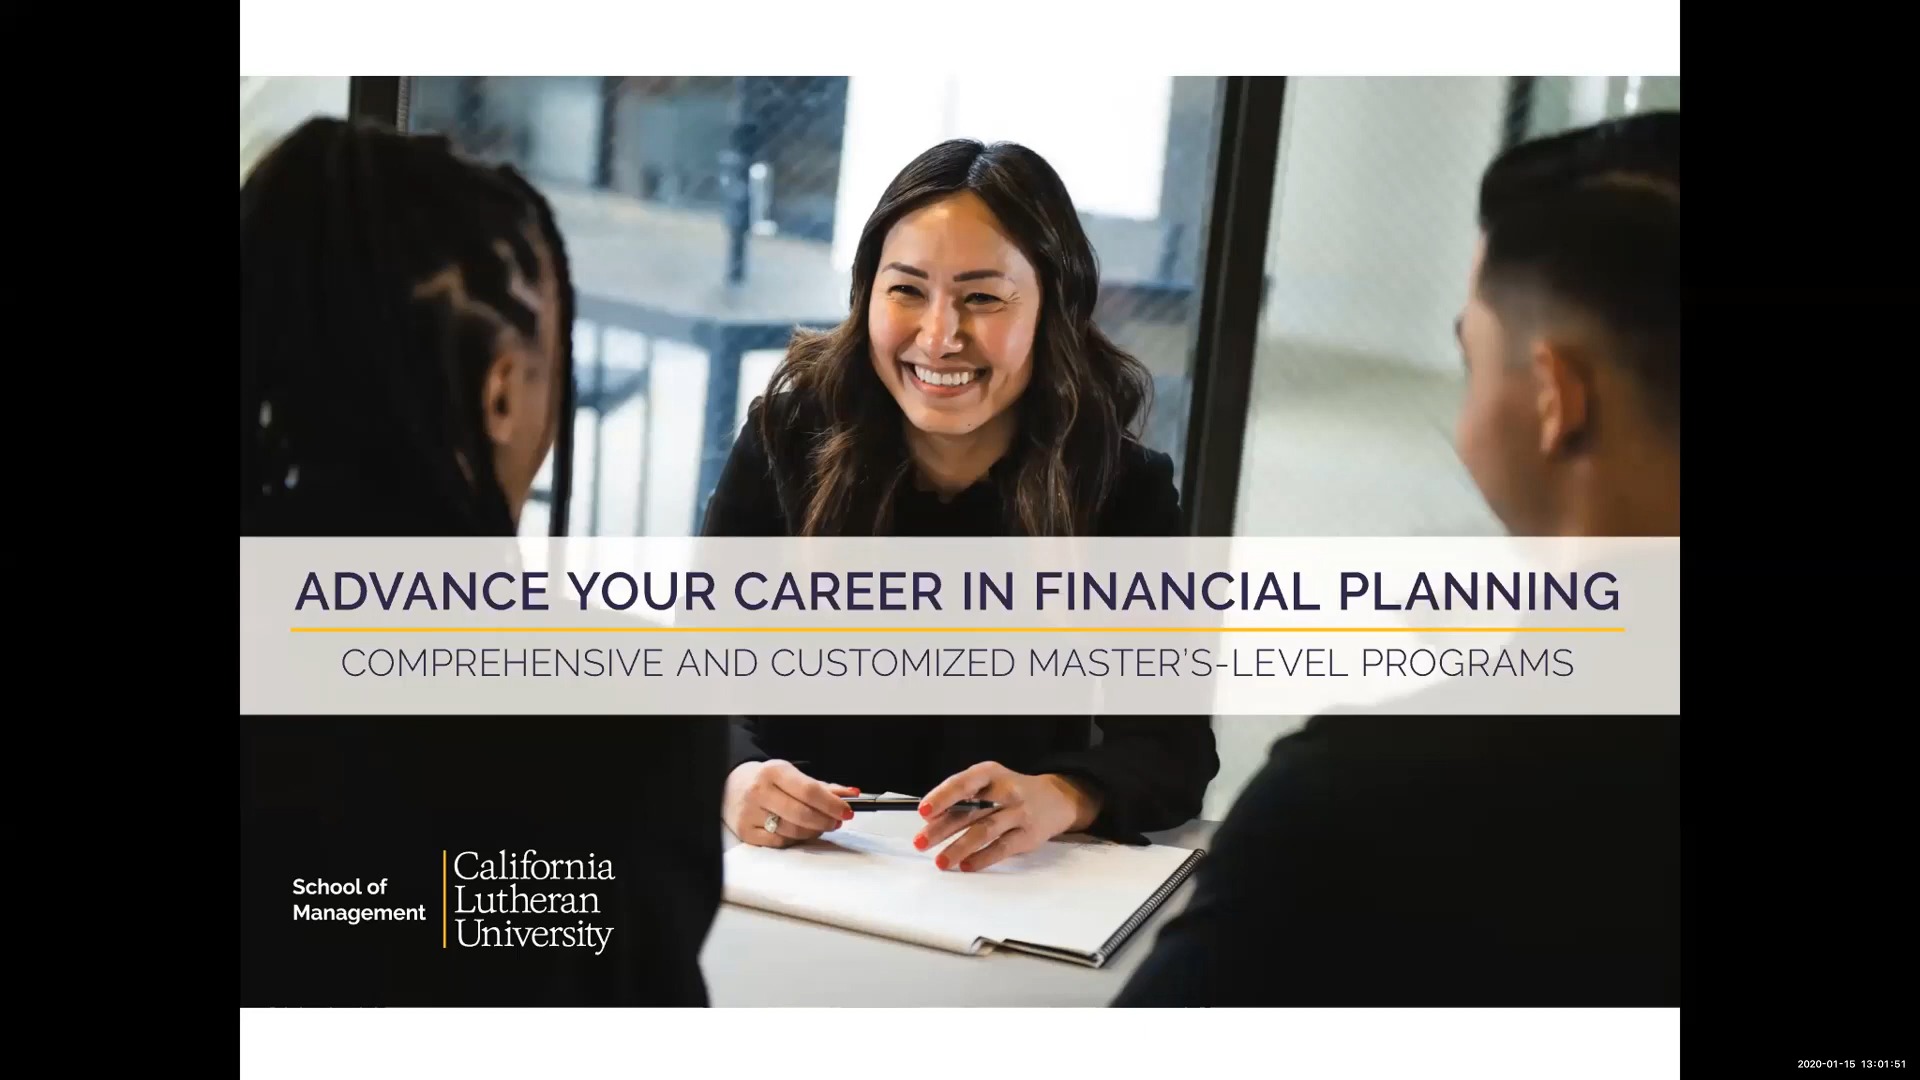 ADVANCE YOUR CAREER IN FINANCIAL PLANNING
COMPREHENSIVE AND CUSTOMIZED MASTER'S-LEVEL PROGRAMS
School of
Management
California
Lutheran
University
2020-01-15 13:01:51